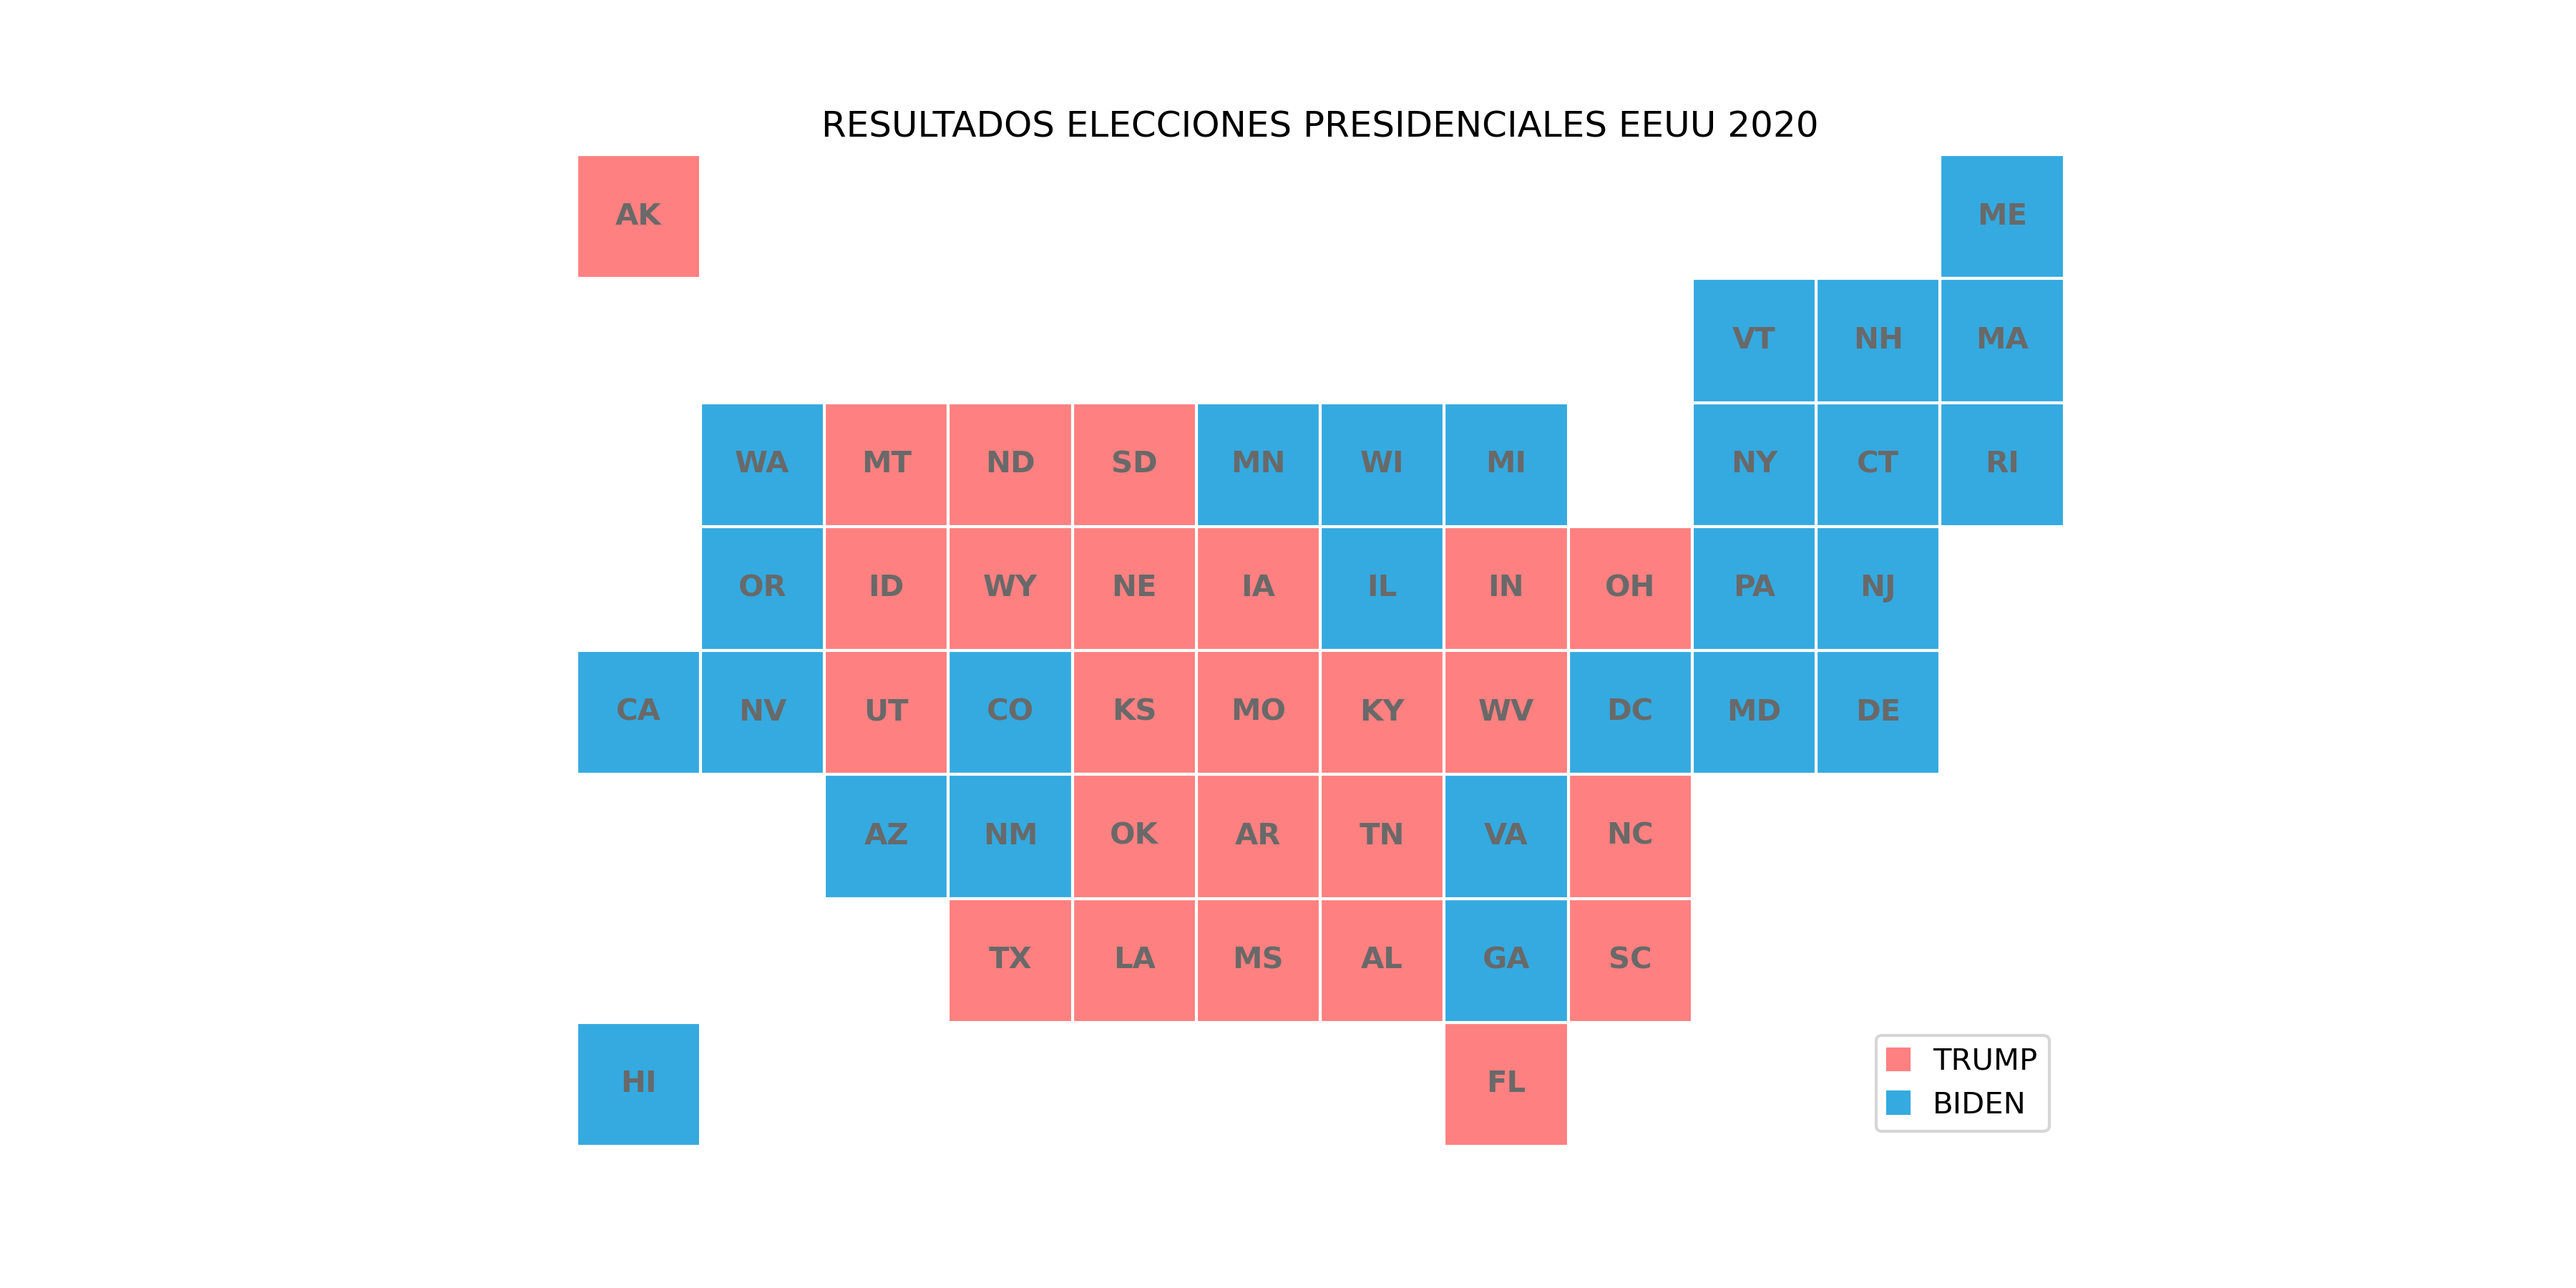 RESULTADOS ELECCIONES PRESIDENCIALES EEUU 2020
AK ME
VT NH MA
WA MT ND SD MN WI MI NY CT RI
OR ID WY NE IA IL IN OH PA NJ
CA NV UT CO KS MO KY WV DC MD DE
AZ NM OK AR TN VA NC
TX LA MS AL GA SC
HI FL
TRUMP
BIDEN